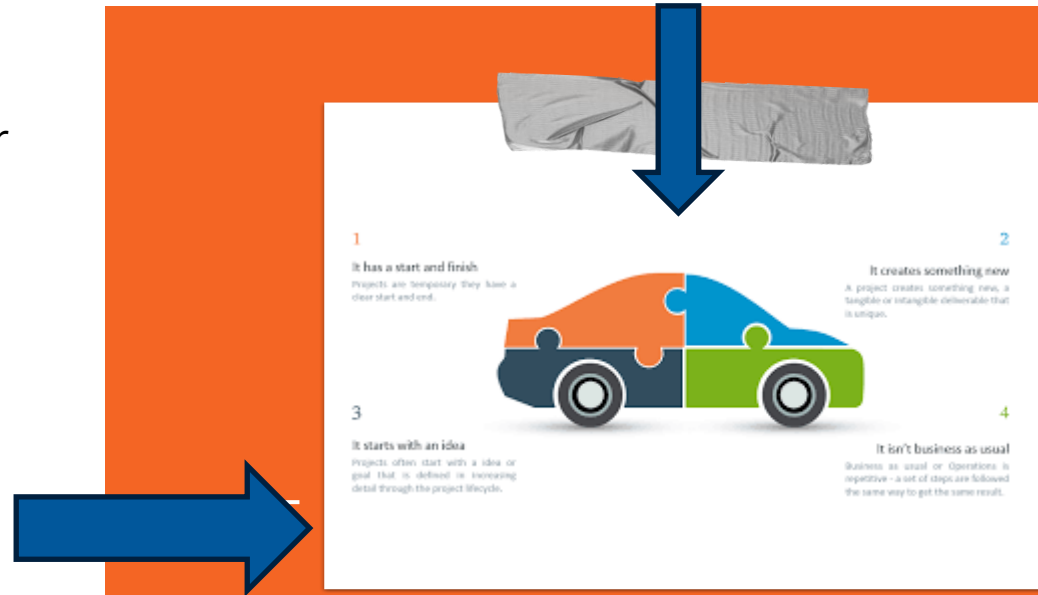 r
1
It has a start and finish
Projects are temporary they have a
clear start and end.
2
It creates something new
A project creates something new, a
tangible or intangible deliverable that
is unique.
3
It starts with an idea
Projects often start with a idea or
goal that is defined in increasing
detail through the project lifecycle.
4
It isn't business as usual
Business as usual or Operations is
repetitive - a set of steps are followed
the same way to get the same result.